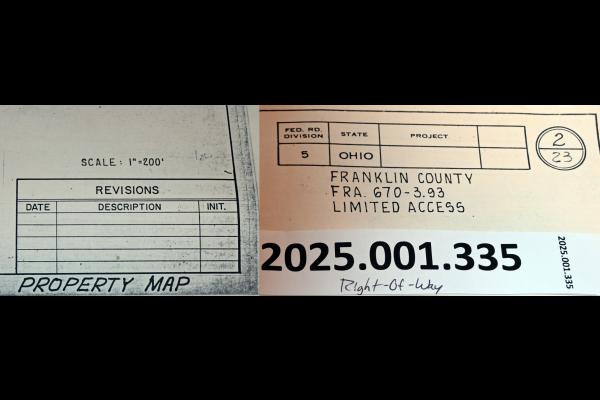 SCALE: 1"=200'
REVISIONS
DATE DESCRIPTION INIT.
PROPERTY MAP
FED. RD. DIVISION STATE PROJECT
5 OHIO
2
23
FRANKLIN COUNTY
FRA. 670-3.93
LIMITED ACCESS
2025.001.335
2025.001.335
Right-Of-Way